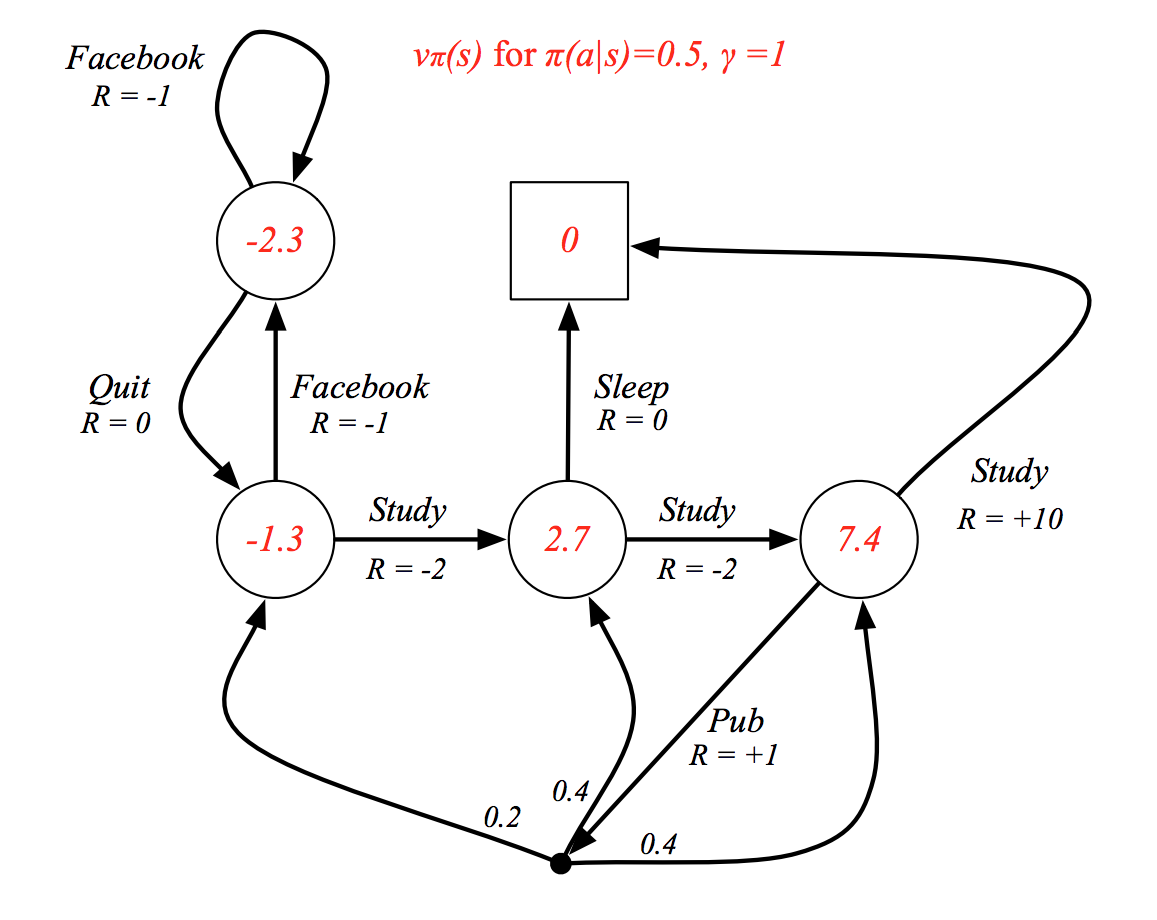 Facebook
R = -1
vπ(s) for π(a|s)=0.5, γ =1
-2.3
0
Quit
R = 0
Facebook
R = -1
Sleep
R = 0
Study
R = +10
-1.3
Study
R = -2
2.7
Study
R = -2
7.4
Pub
R = +1
0.2
0.4
0.4